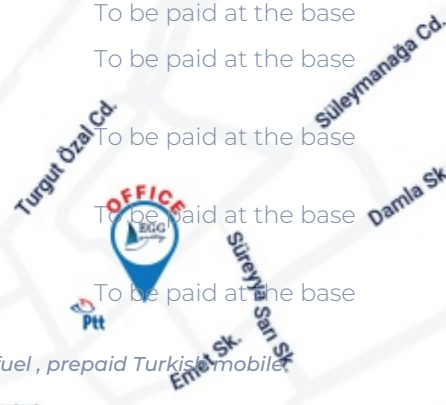 To be paid at the base
To be paid at the base
Süleymanağa Cd.
Turgut Özal Cd.
To be paid at the base
OFFICE
To be paid at the base
Damla Sk
EGG
Süreyya Sarı Sk.
To be paid at the base
Ptt
fuel , prepaid Turkish mobile
Emet Sk.